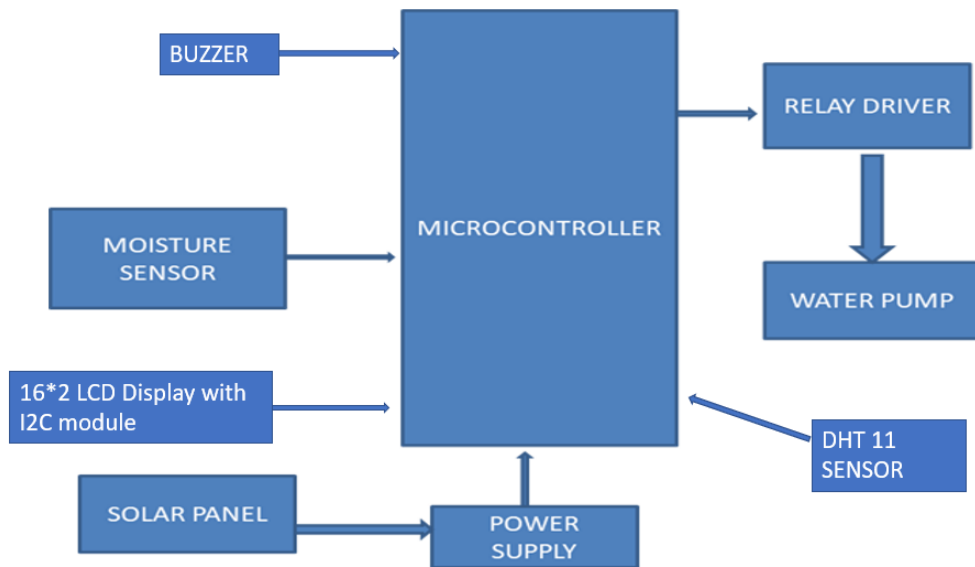 BUZZER
RELAY DRIVER
MICROCONTROLLER
MOISTURE
SENSOR
WATER PUMP
16*2 LCD Display with
I2C module
DHT 11
SENSOR
SOLAR PANEL
POWER
SUPPLY